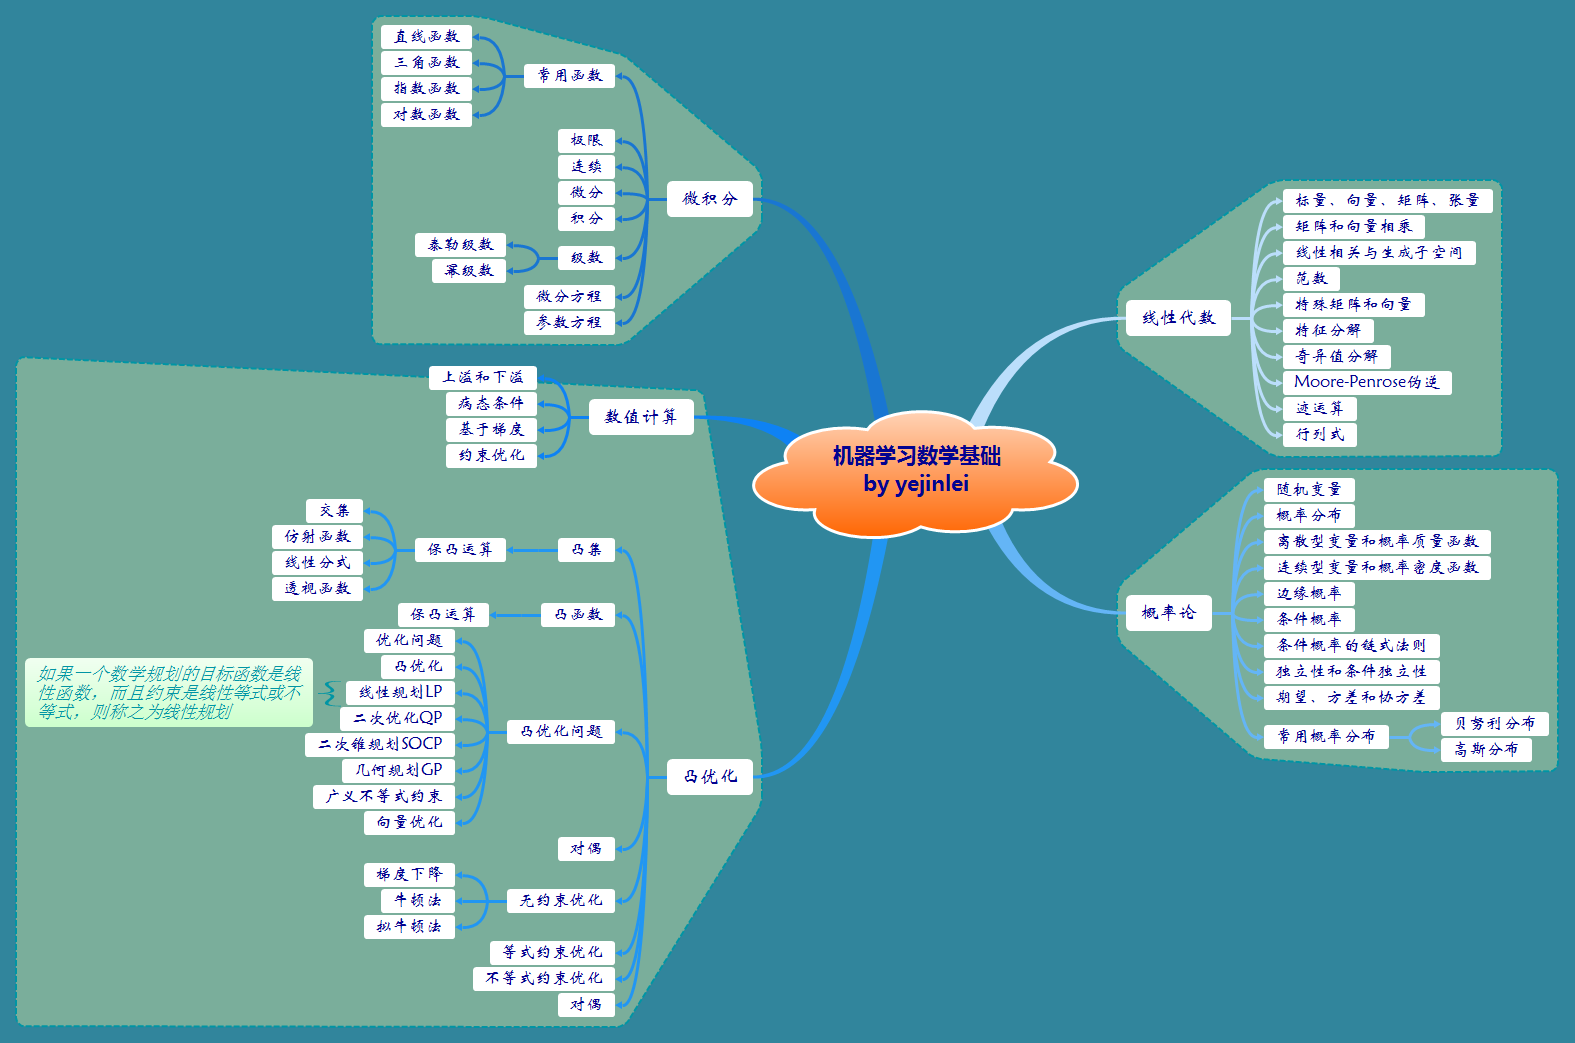 机器学习数学基础
by yejinlei
微积分
常用函数
直线函数
三角函数
指数函数
对数函数
极限
连续
微分
积分
级数
泰勒级数
幂级数
微分方程
参数方程
数值计算
上溢和下溢
病态条件
基于梯度
约束优化
凸优化
凸集
保凸运算
交集
仿射函数
线性分式
透视函数
凸函数
保凸运算
凸优化问题
优化问题
凸优化
线性规划LP
如果一个数学规划的目标函数是线
性函数，而且约束是线性等式或不
等式，则称之为线性规划
二次优化QP
二次锥规划SOCP
几何规划GP
广义不等式约束
向量优化
对偶
无约束优化
梯度下降
牛顿法
拟牛顿法
等式约束优化
不等式约束优化
对偶
线性代数
标量、向量、矩阵、张量
矩阵和向量相乘
线性相关与生成子空间
范数
特殊矩阵和向量
特征分解
奇异值分解
Moore-Penrose伪逆
迹运算
行列式
概率论
随机变量
概率分布
离散型变量和概率质量函数
连续型变量和概率密度函数
边缘概率
条件概率
条件概率的链式法则
独立性和条件独立性
期望、方差和协方差
常用概率分布
贝努利分布
高斯分布